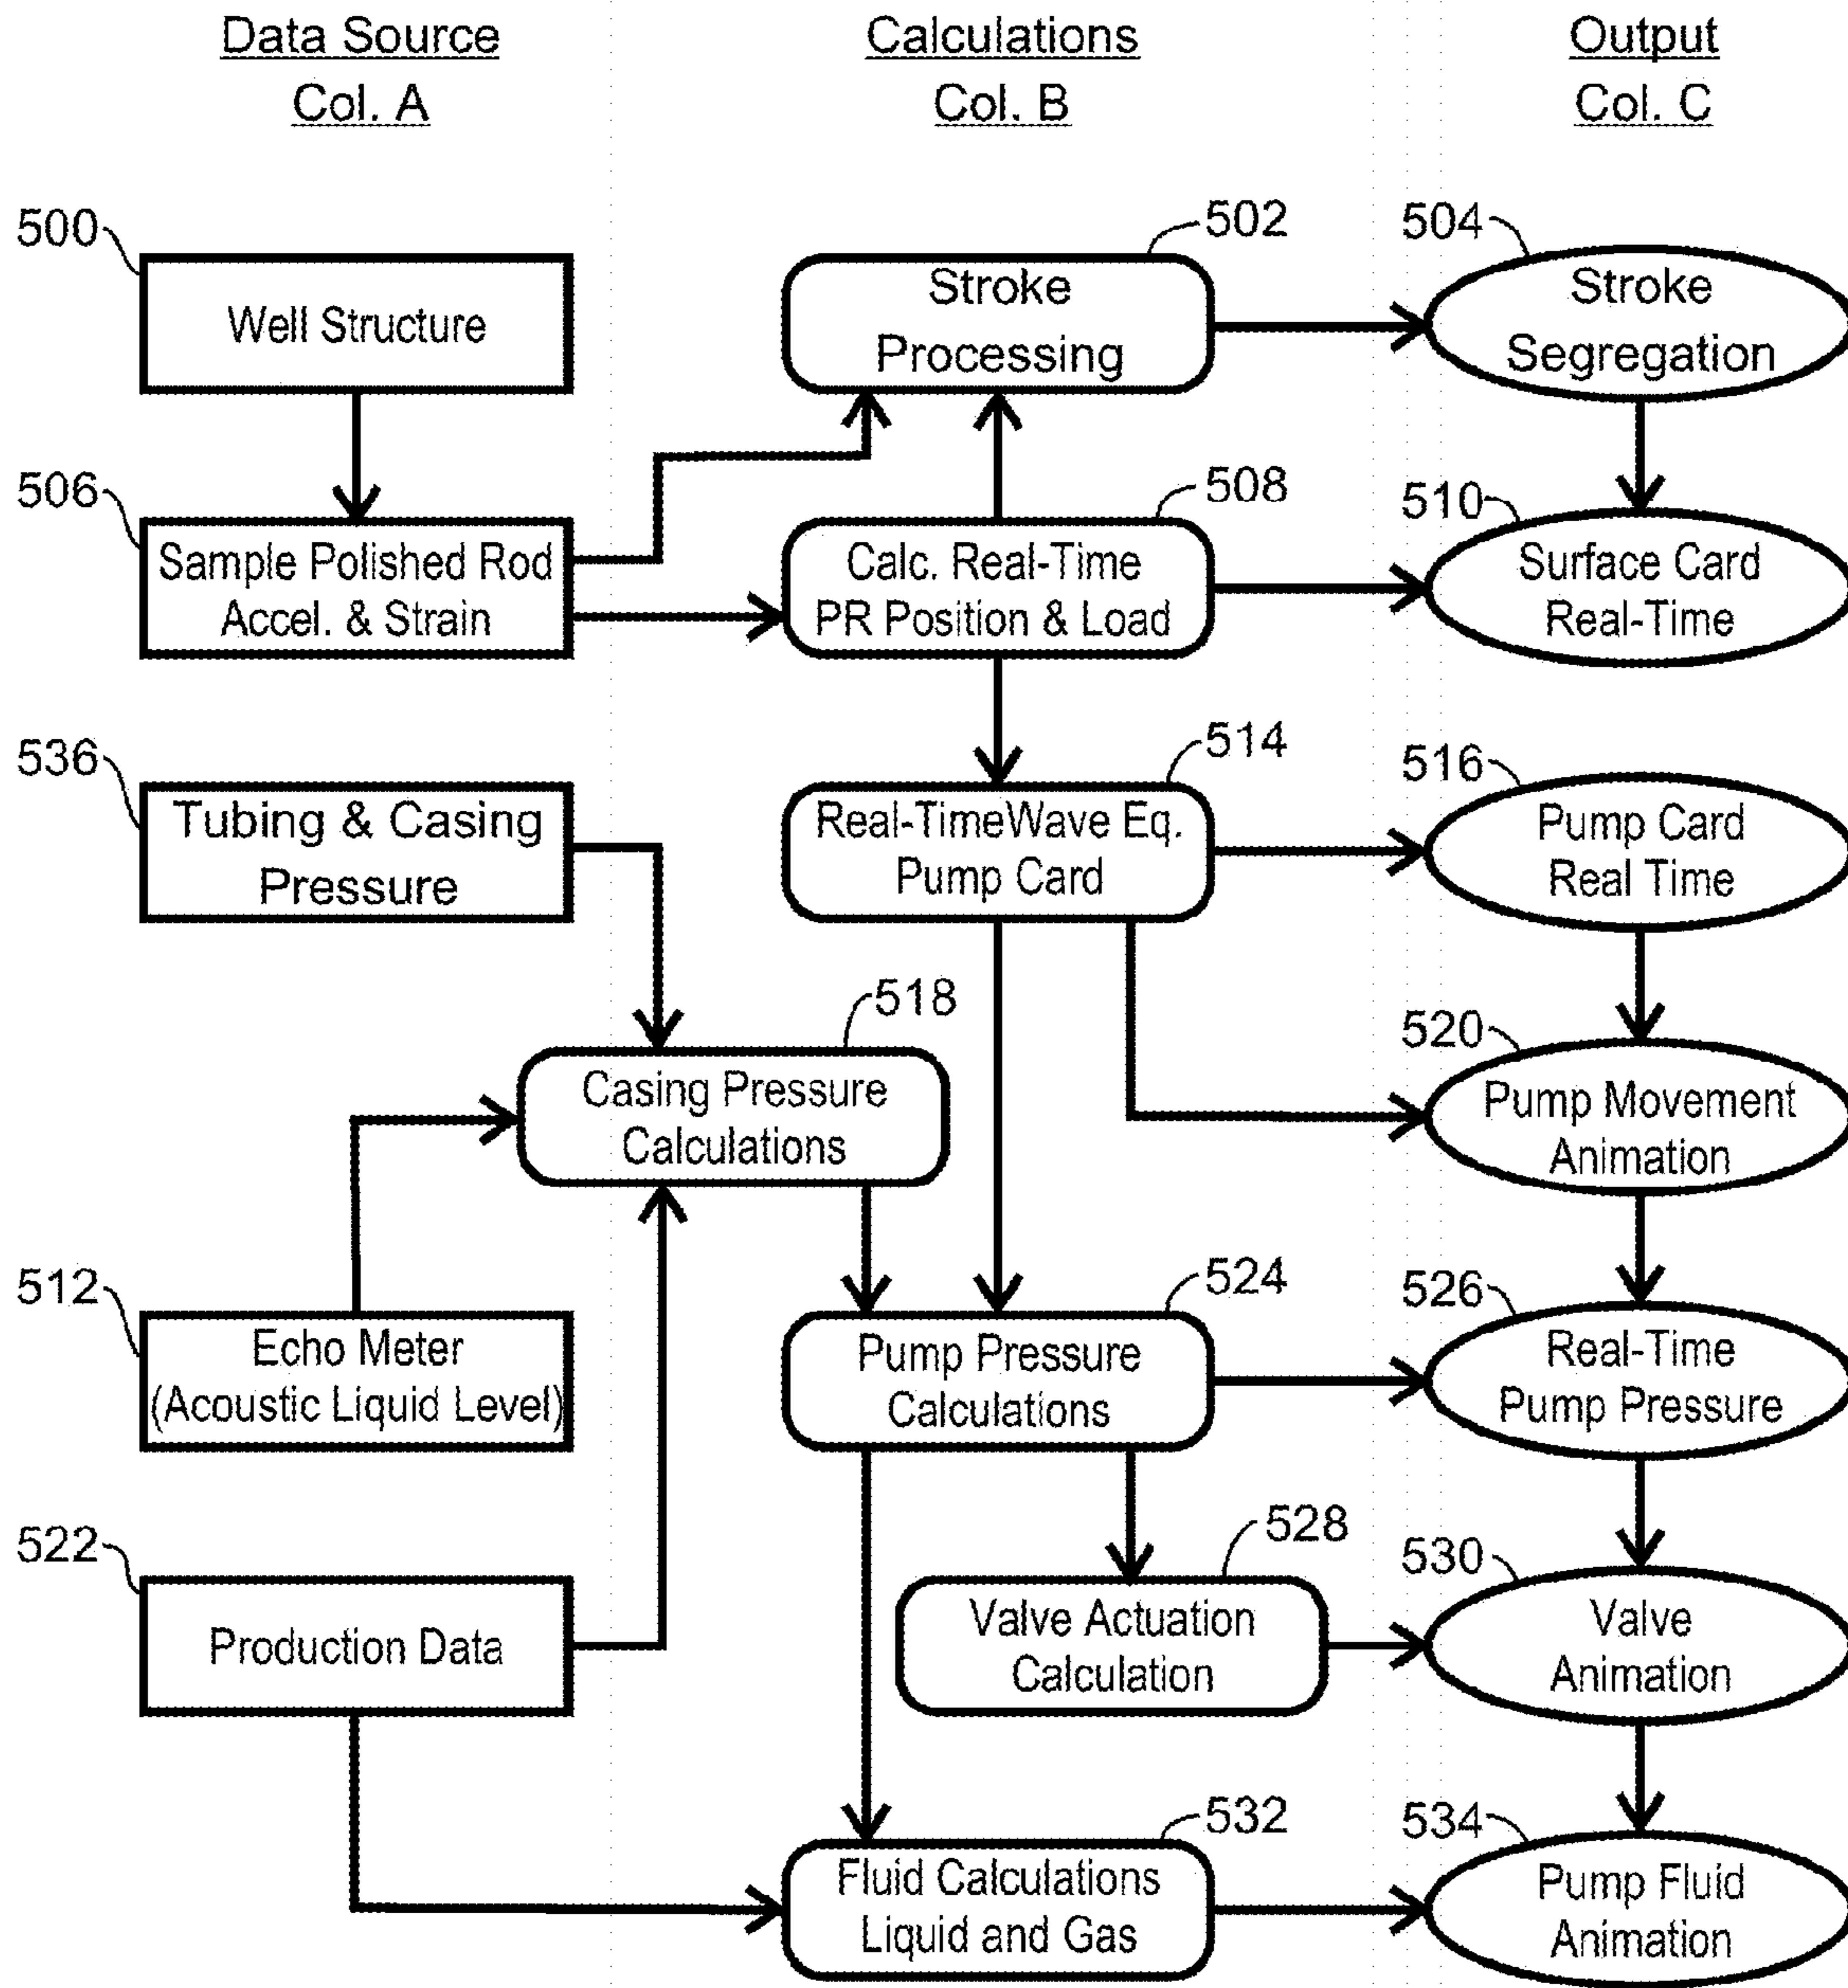 Data Source
Col. A
Calculations
Col. B
Output
Col. C
500
Well Structure
502
Stroke
Processing
504
Stroke
Segregation
506
Sample Polished Rod
Accel. & Strain
508
Calc. Real-Time
PR Position & Load
510
Surface Card
Real-Time
536
Tubing & Casing
Pressure
514
Real-TimeWave Eq.
Pump Card
516
Pump Card
Real Time
518
Casing Pressure
Calculations
520
Pump Movement
Animation
512
Echo Meter
(Acoustic Liquid Level)
524
Pump Pressure
Calculations
526
Real-Time
Pump Pressure
522
Production Data
528
Valve Actuation
Calculation
530
Valve
Animation
532
Fluid Calculations
Liquid and Gas
534
Pump Fluid
Animation